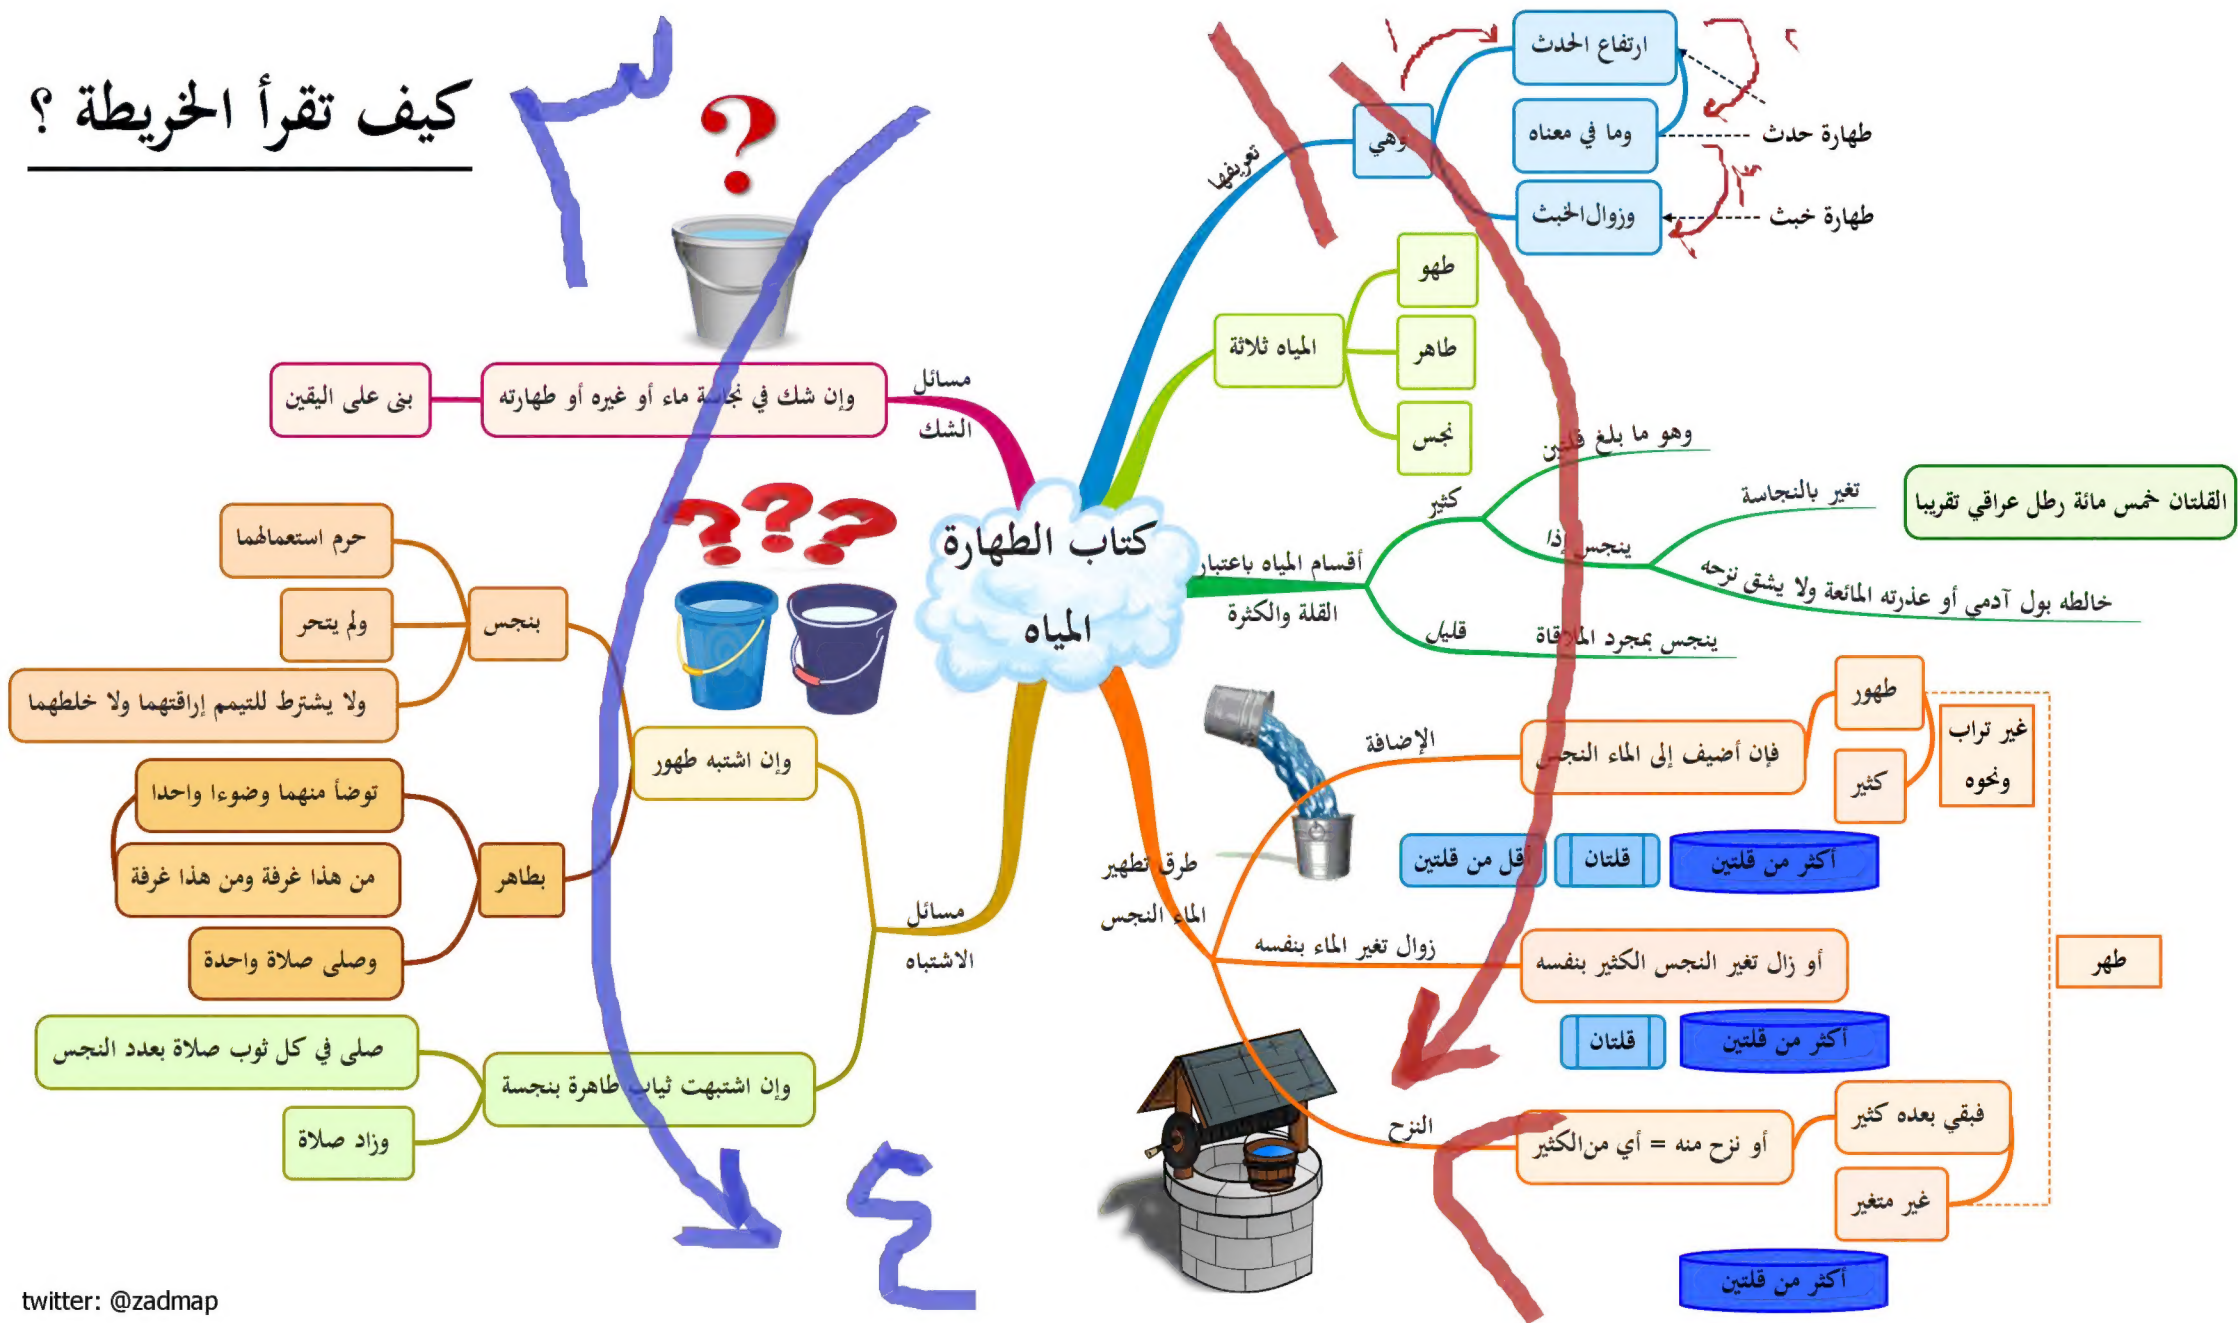 كيف تقرأ الخريطة ؟
١
٢
٣
٤
كتاب الطهارة
المياه
تعريفها
وهي
ارتفاع الحدث
وما في معناه
وزوال الخبث
طهارة حدث
طهارة خبث
المياه ثلاثة
طهو
طاهر
نجس
أقسام المياه باعتبار
القلة والكثرة
كثير
وهو ما بلغ قلتين
ينجس إذا
تغير بالنجاسة
خالطه بول آدمي أو عذرته المائعة ولا يشق نزحه
القلتان خمس مائة رطل عراقي تقريبا
قليل
ينجس بمجرد الملاقاة
طرق تطهير
الماء النجس
الإضافة
فإن أضيف إلى الماء النجس
طهور
كثير
غير تراب
ونحوه
أقل من قلتين
قلتان
أكثر من قلتين
زوال تغير الماء بنفسه
أو زال تغير النجس الكثير بنفسه
طهر
قلتان
أكثر من قلتين
النزح
أو نزح منه = أي من الكثير
فبقي بعده كثير
غير متغير
أكثر من قلتين
مسائل
الشك
وإن شك في نجاسة ماء أو غيره أو طهارته
بنى على اليقين
مسائل
الاشتباه
وإن اشتبه طهور
بنجس
حرم استعمالهما
ولم يتحر
ولا يشترط للتيمم إراقتهما ولا خلطهما
بطاهر
توضأ منهما وضوءا واحدا
من هذا غرفة ومن هذا غرفة
وصلى صلاة واحدة
وإن اشتبهت ثياب طاهرة بنجسة
صلى في كل ثوب صلاة بعدد النجس
وزاد صلاة
twitter: @zadmap